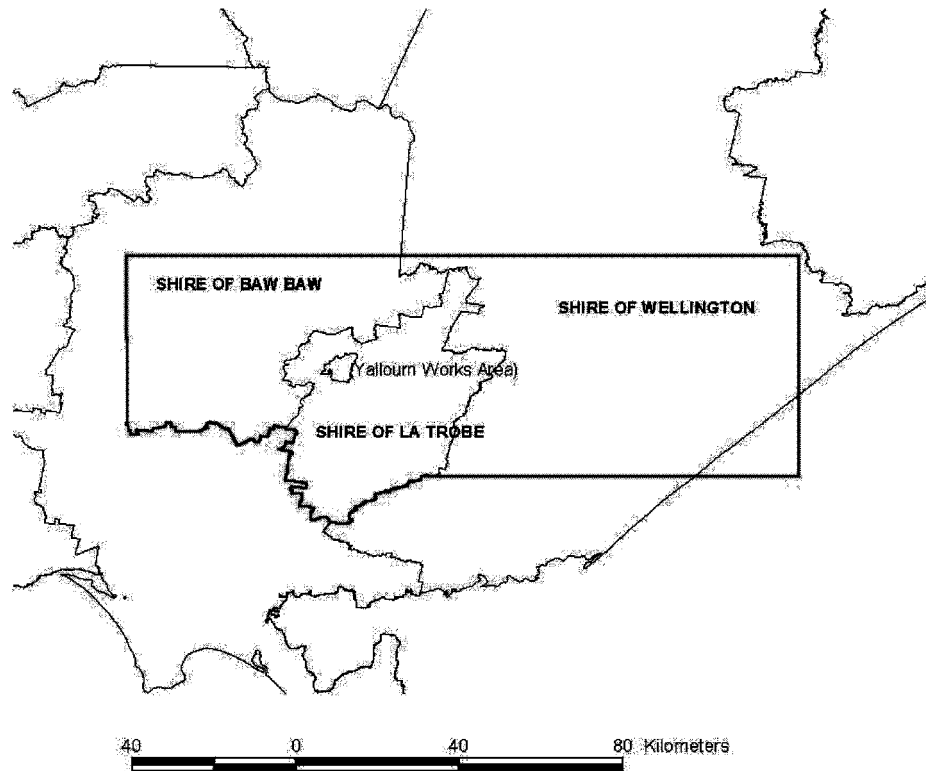 SHIRE OF BAW BAW
SHIRE OF WELLINGTON
(Yallourn Works Area)
SHIRE OF LA TROBE
40 0 40 80 Kilometers